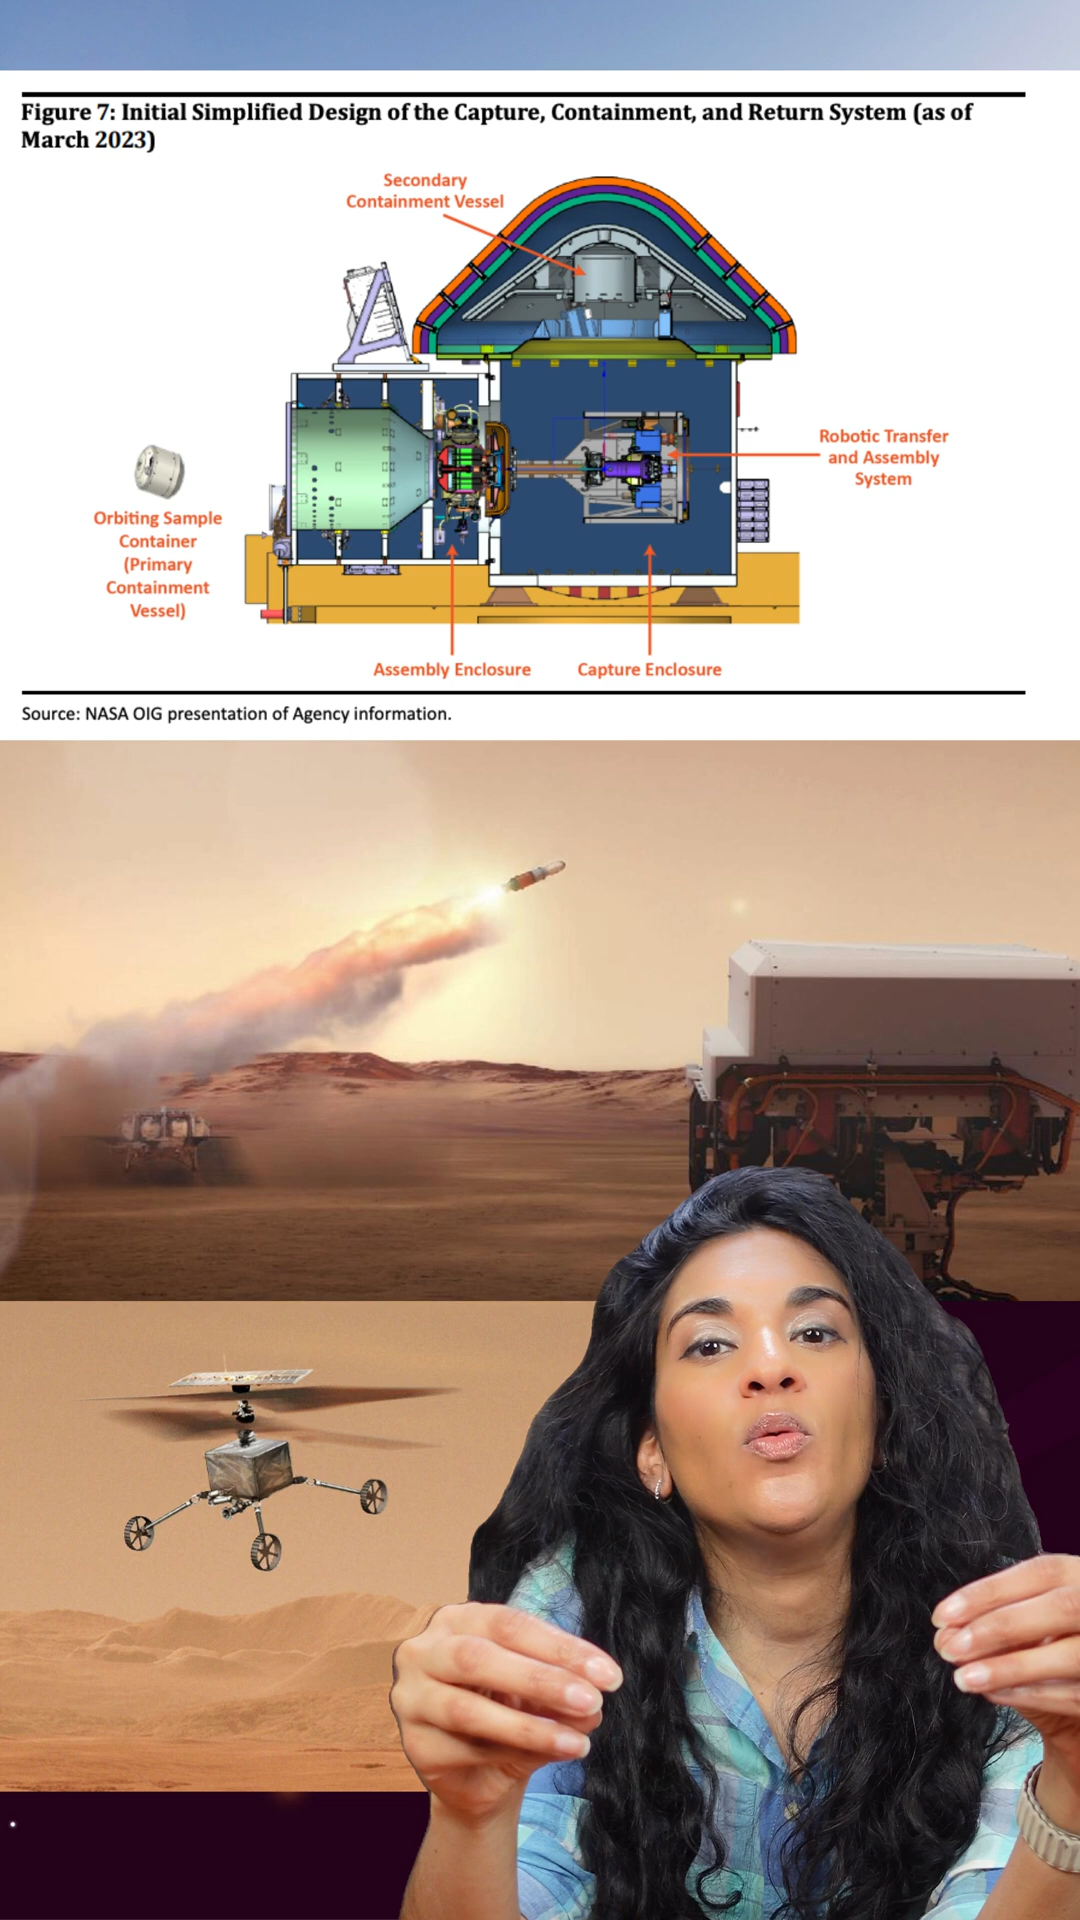 Figure 7: Initial Simplified Design of the Capture, Containment, and Return System (as of
March 2023)
Secondary
Containment Vessel
Robotic Transfer
and Assembly
System
Orbiting Sample
Container
(Primary
Containment
Vessel)
Assembly Enclosure
Capture Enclosure
Source: NASA OIG presentation of Agency information.